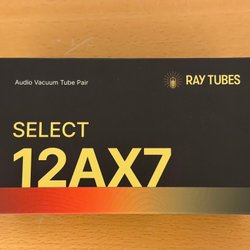 Audio Vacuum Tube Pair
RAY TUBES
SELECT
12AX7